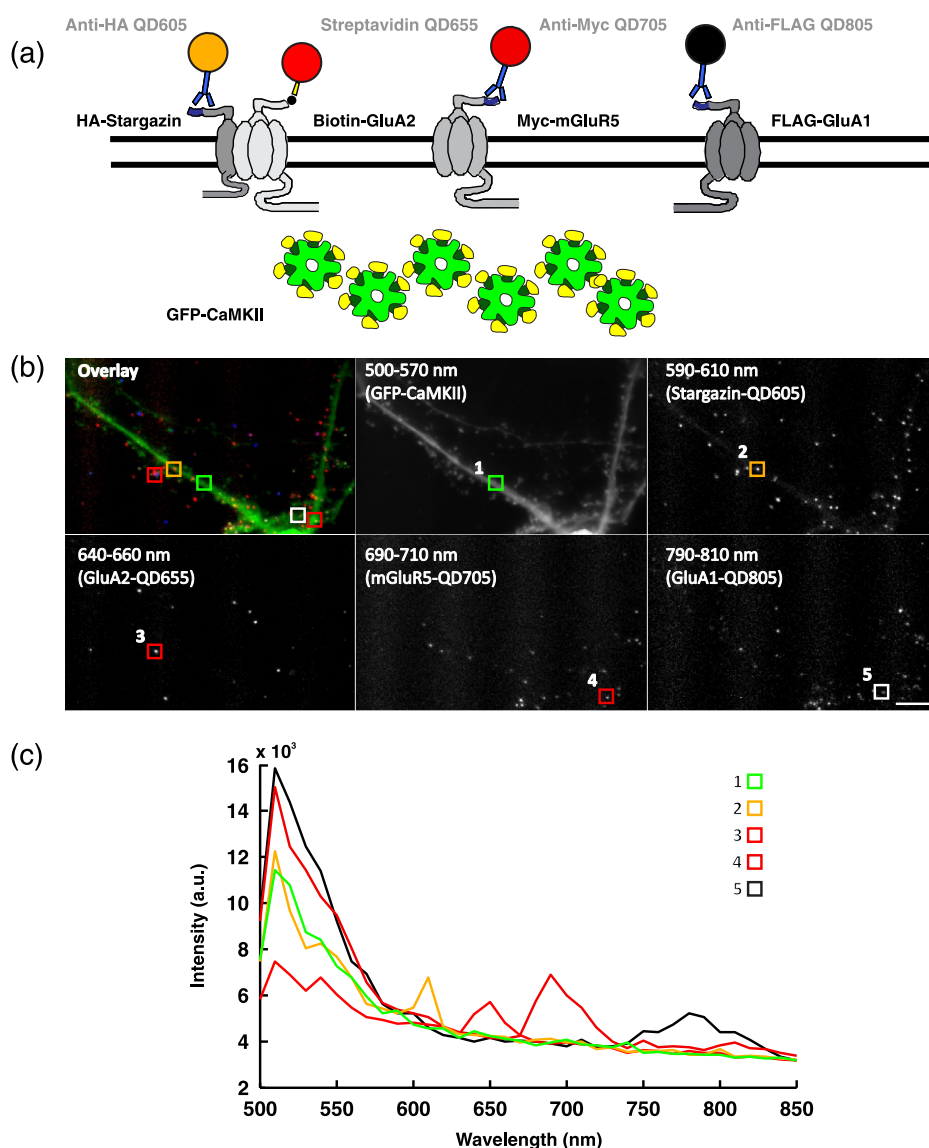 (a)
Anti-HA QD605
Streptavidin QD655
Anti-Myc QD705
Anti-FLAG QD805
HA-Stargazin
Biotin-GluA2
Myc-mGluR5
FLAG-GluA1
GFP-CaMKII
(b)
Overlay
500-570 nm
(GFP-CaMKII)
1
590-610 nm
(Stargazin-QD605)
2
640-660 nm
(GluA2-QD655)
3
690-710 nm
(mGluR5-QD705)
4
790-810 nm
(GluA1-QD805)
5
(c)
x 10³
16
14
12
10
8
6
4
2
Intensity (a.u.)
500 550 600 650 700 750 800 850
Wavelength (nm)
1
2
3
4
5